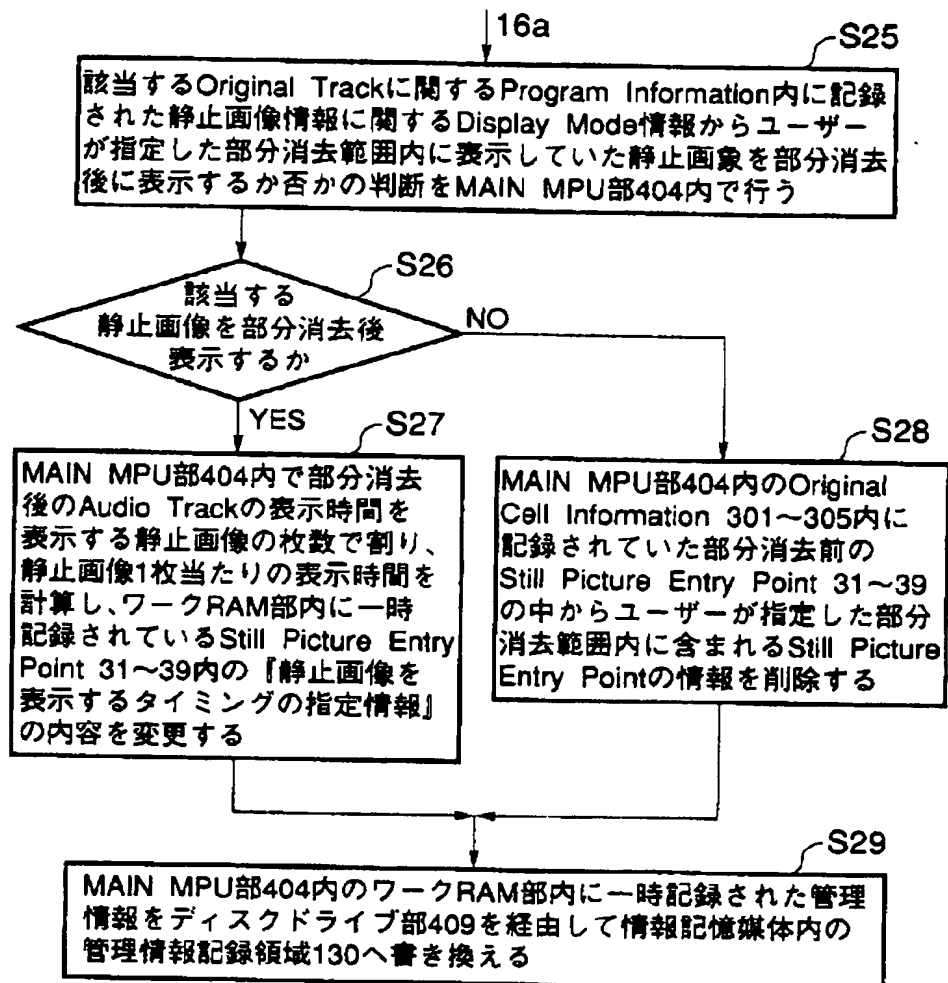 16a
S25
該当するOriginal Trackに関するProgram Information内に記録
された静止画像情報に関するDisplay Mode情報からユーザー
が指定した部分消去範囲内に表示していた静止画象を部分消去
後に表示するか否かの判断をMAIN MPU部404内で行う
S26
該当する
静止画像を部分消去後
表示するか
NO
YES
S27
MAIN MPU部404内で部分消去
後のAudio Trackの表示時間を
表示する静止画像の枚数で割り、
静止画像1枚当たりの表示時間を
計算し、ワークRAM部内に一時
記録されているStill Picture Entry
Point 31～39内の『静止画像を
表示するタイミングの指定情報』
の内容を変更する
S28
MAIN MPU部404内のOriginal
Cell Information 301～305内に
記録されていた部分消去前の
Still Picture Entry Point 31～39
の中からユーザーが指定した部分
消去範囲内に含まれるStill Picture
Entry Pointの情報を削除する
S29
MAIN MPU部404内のワークRAM部内に一時記録された管理
情報をディスクドライブ部409を経由して情報記憶媒体内の
管理情報記録領域130へ書き換える